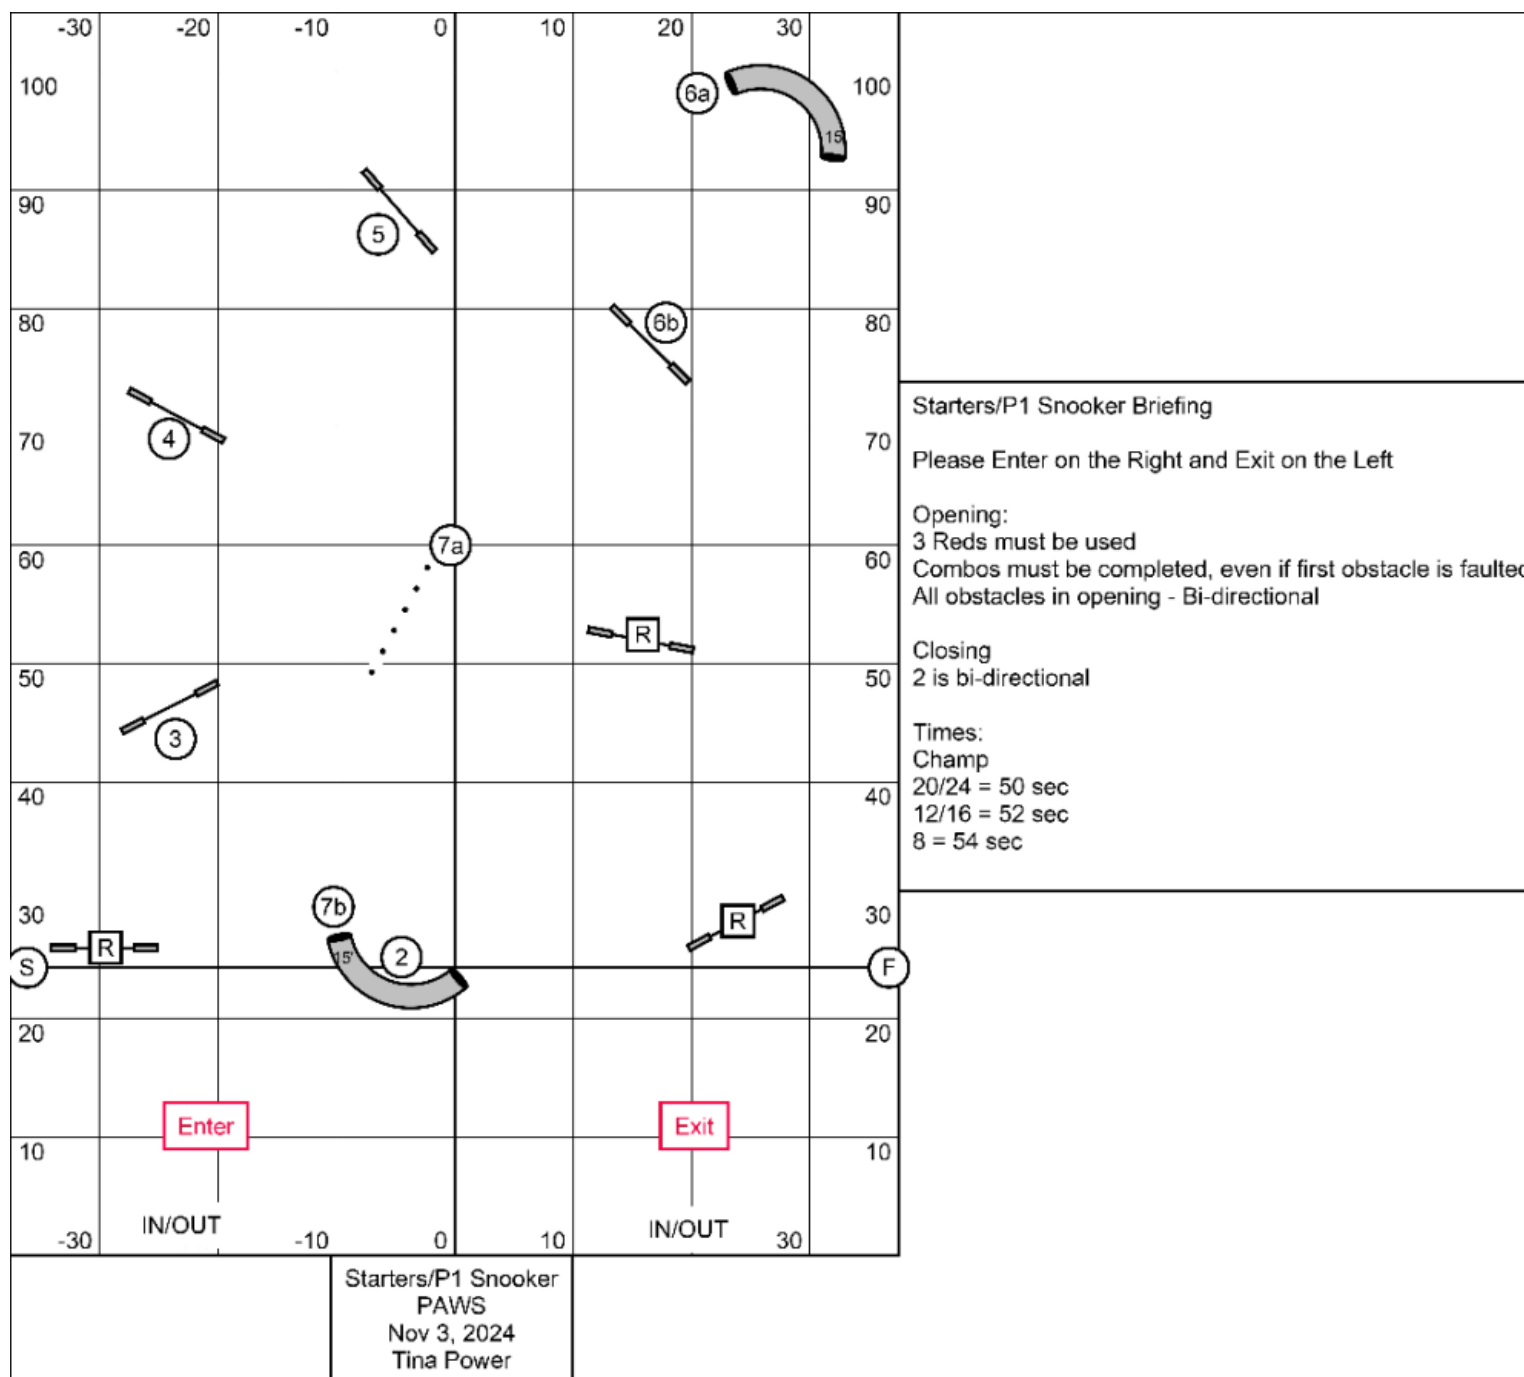 -30 -20 -10 0 10 20 30
100 100
6a
15
90 90
5
80 80
6b
70 70
4
60 60
7a
R
50 50
3
40 40
30 30
7b
R
R
2
15'
S F
20 20
Enter Exit
10 10
IN/OUT IN/OUT
-30 -10 0 10 30
Starters/P1 Snooker
PAWS
Nov 3, 2024
Tina Power
Starters/P1 Snooker Briefing
Please Enter on the Right and Exit on the Left
Opening:
3 Reds must be used
Combos must be completed, even if first obstacle is faulted
All obstacles in opening - Bi-directional
Closing
2 is bi-directional
Times:
Champ
20/24 = 50 sec
12/16 = 52 sec
8 = 54 sec